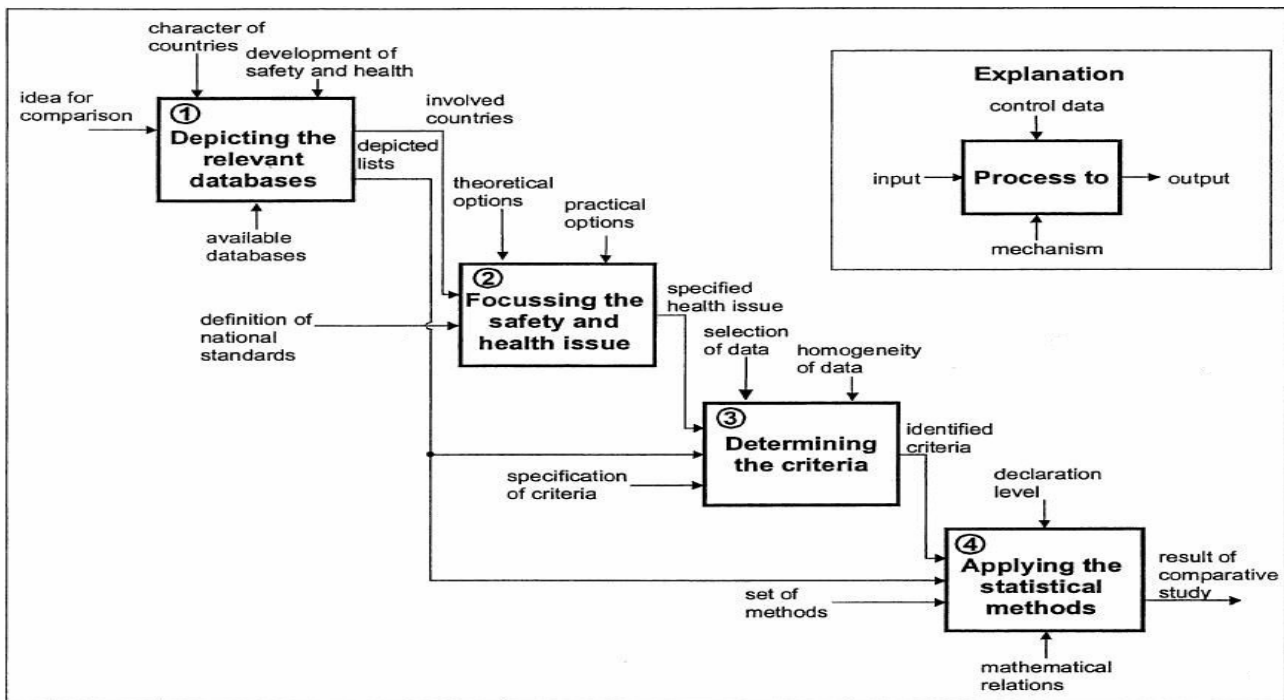 character of
countries
development of
safety and health
idea for
comparison
①
Depicting the
relevant
databases
involved
countries
depicted
lists
available
databases
Explanation
control data
input
Process to
output
mechanism
theoretical
options
practical
options
②
Focussing the
safety and
health issue
definition of
national
standards
specified
health issue
selection
of data
homogeneity
of data
③
Determining
the criteria
specification
of criteria
identified
criteria
declaration
level
④
Applying the
statistical
methods
set of
methods
result of
comparative
study
mathematical
relations